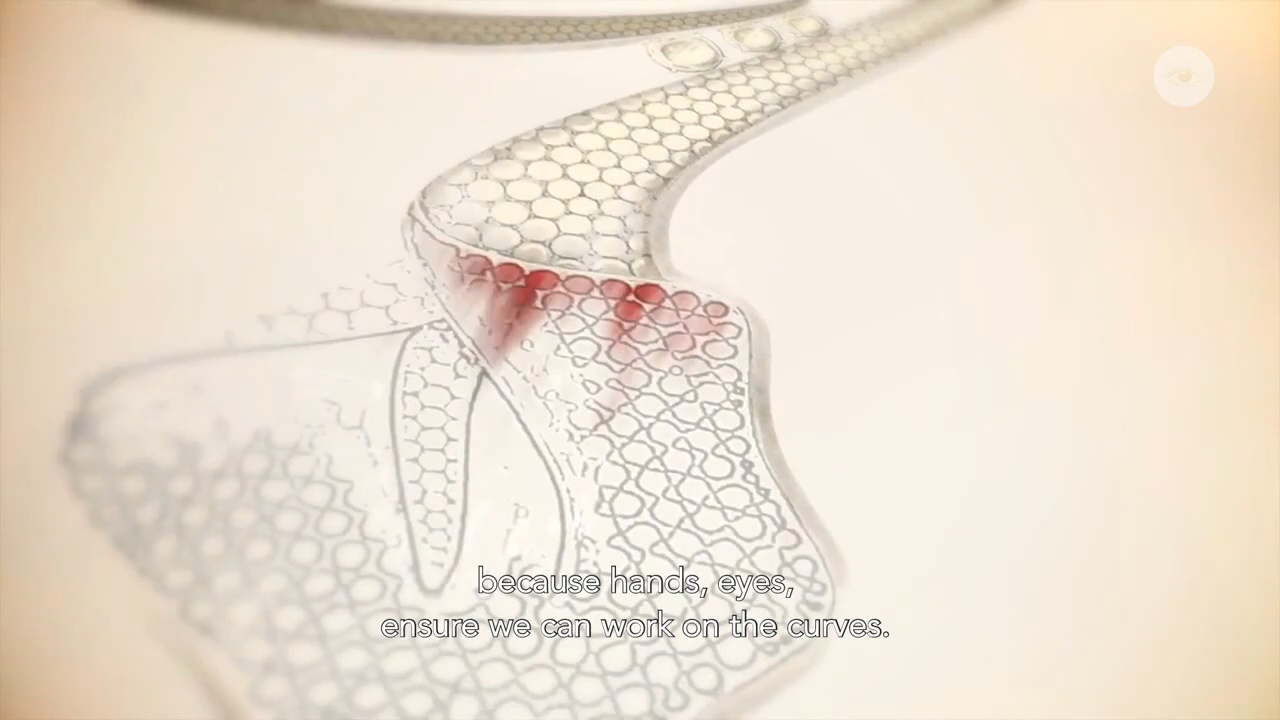 because hands, eyes,
ensure we can work on the curves.